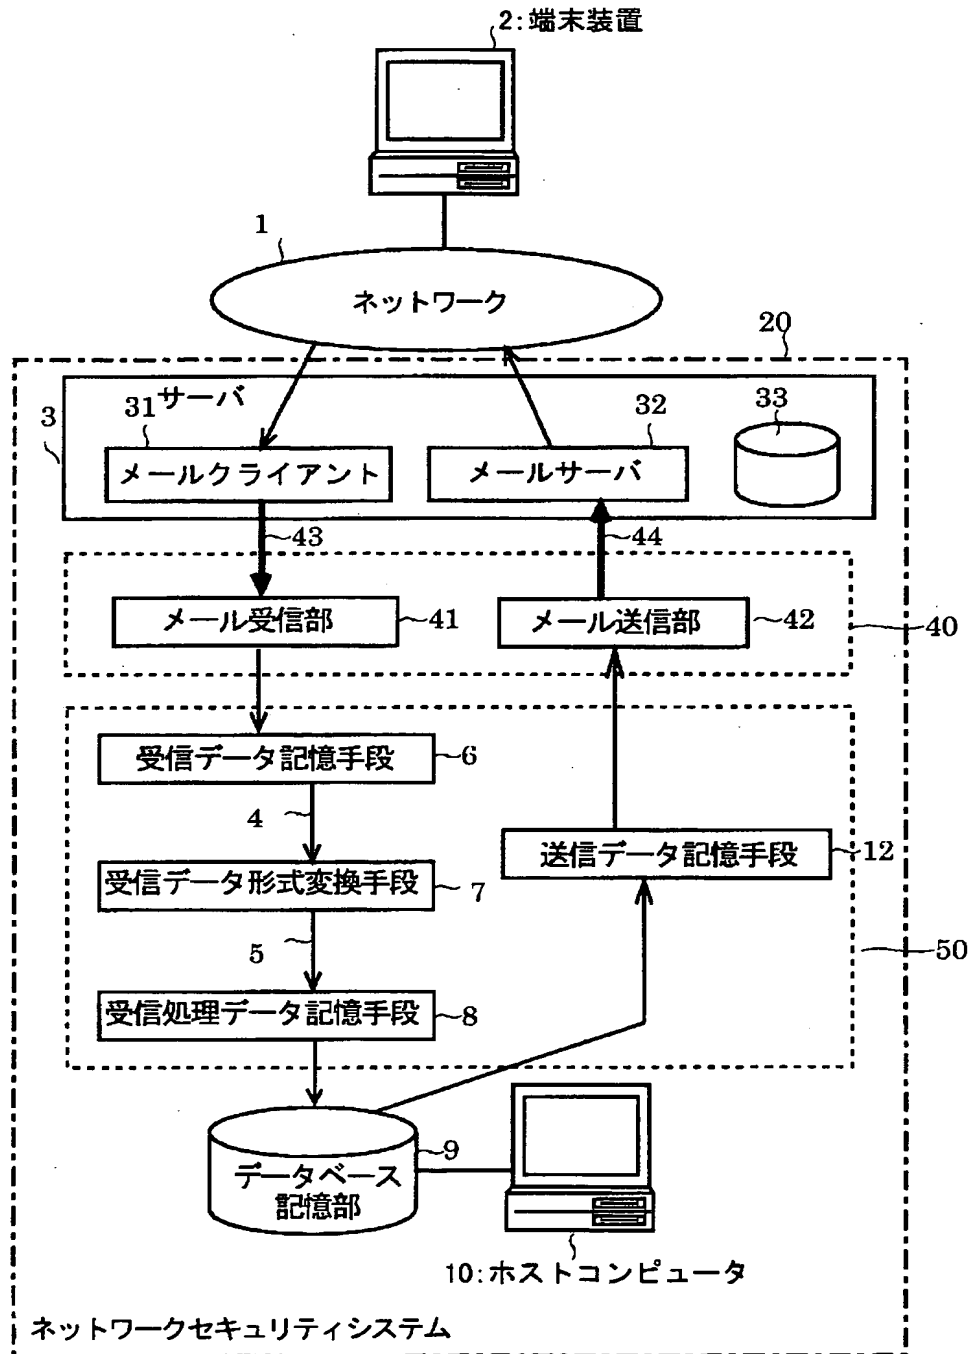 2:端末装置
1
ネットワーク
20
サーバ
3
31
32
33
メールクライアント
メールサーバ
43
44
メール受信部
41
メール送信部
42
40
受信データ記憶手段
6
4
送信データ記憶手段
12
受信データ形式変換手段
7
5
50
受信処理データ記憶手段
8
9
データベース
記憶部
10:ホストコンピュータ
ネットワークセキュリティシステム